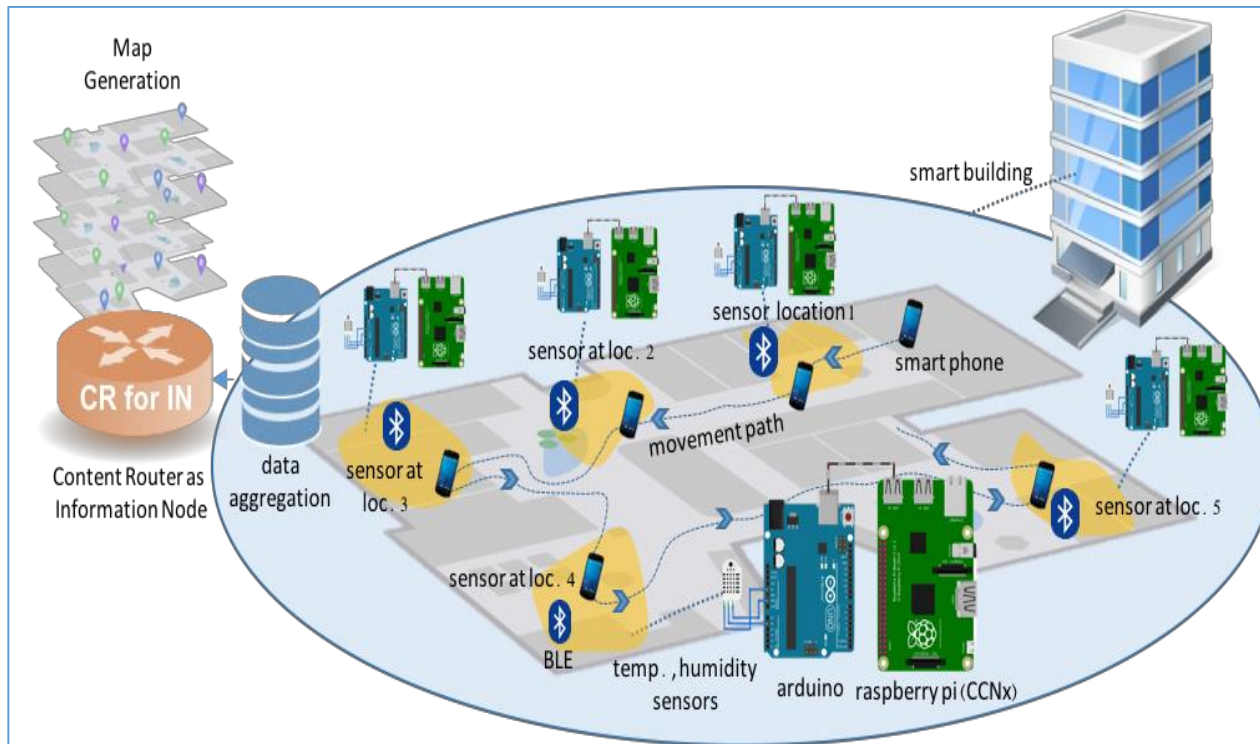 Map
Generation
smart building
sensor location 1
sensor at loc. 2
smart phone
movement path
CR for IN
Content Router as
Information Node
data
aggregation
sensor at
loc. 3
sensor at loc. 4
sensor at loc. 5
BLE
temp., humidity
sensors
arduino
raspberry pi (CCNx)